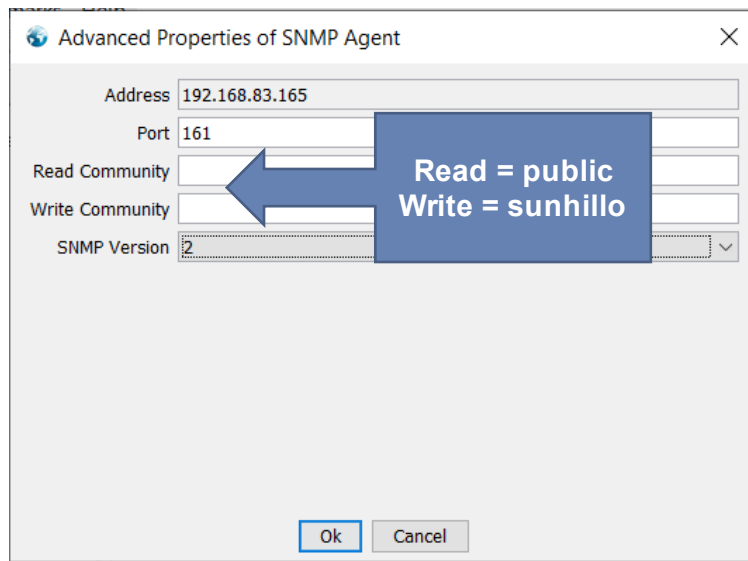 Advanced Properties of SNMP Agent
Address 192.168.83.165
Port 161
Read Community
Write Community
SNMP Version 2
Read = public
Write = sunhillo
Ok Cancel